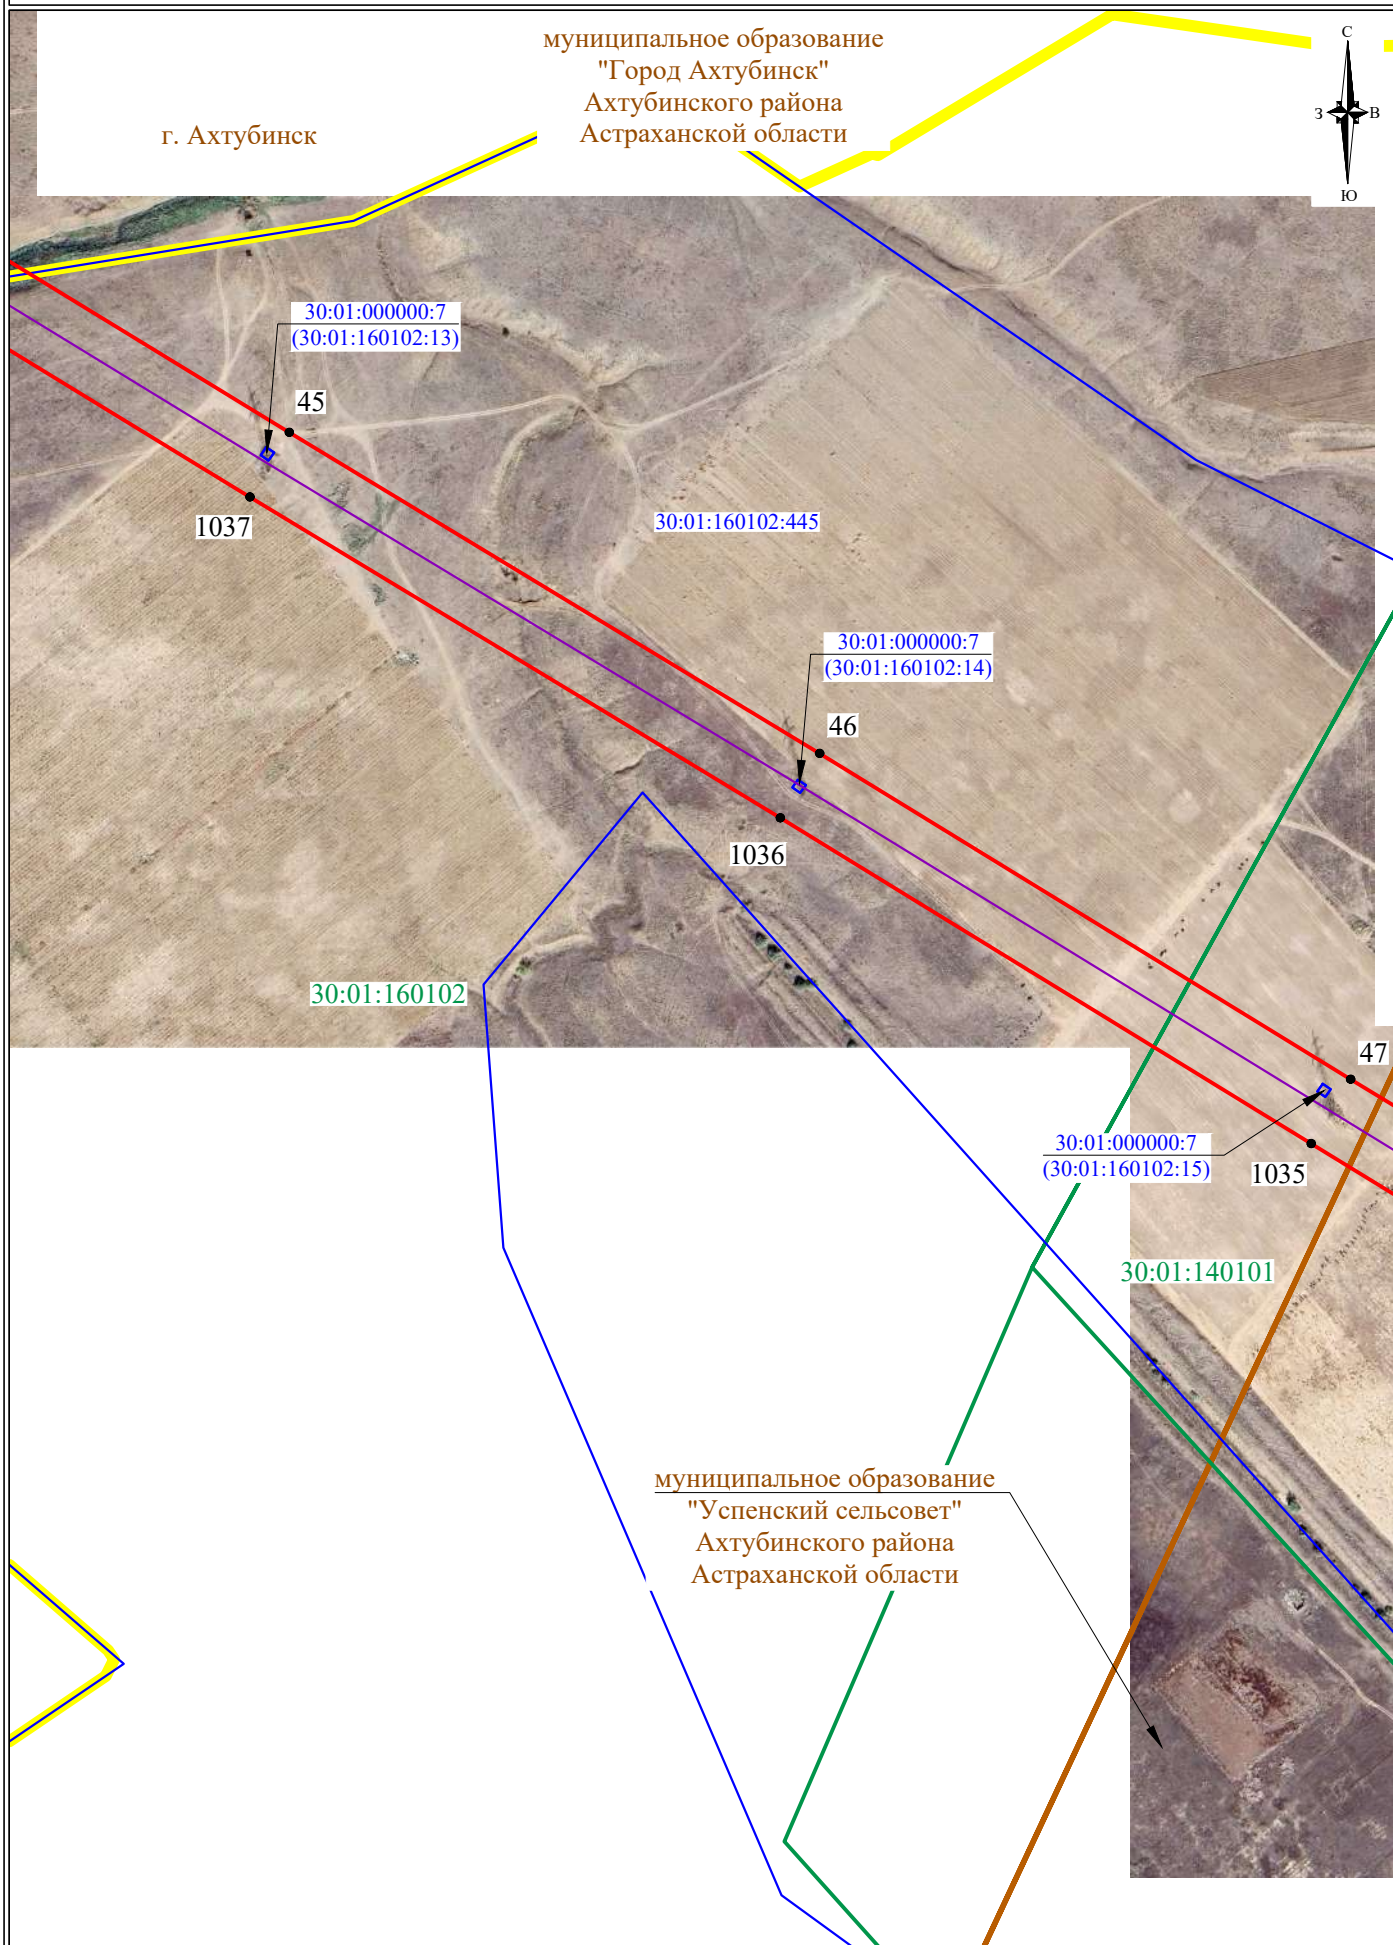 муниципальное образование
"Город Ахтубинск"
Ахтубинского района
Астраханской области
г. Ахтубинск
С
З
В
Ю
30:01:000000:7
(30:01:160102:13)
45
1037
30:01:160102:445
30:01:000000:7
(30:01:160102:14)
46
1036
30:01:160102
47
30:01:000000:7
(30:01:160102:15)
1035
30:01:140101
муниципальное образование
"Успенский сельсовет"
Ахтубинского района
Астраханской области